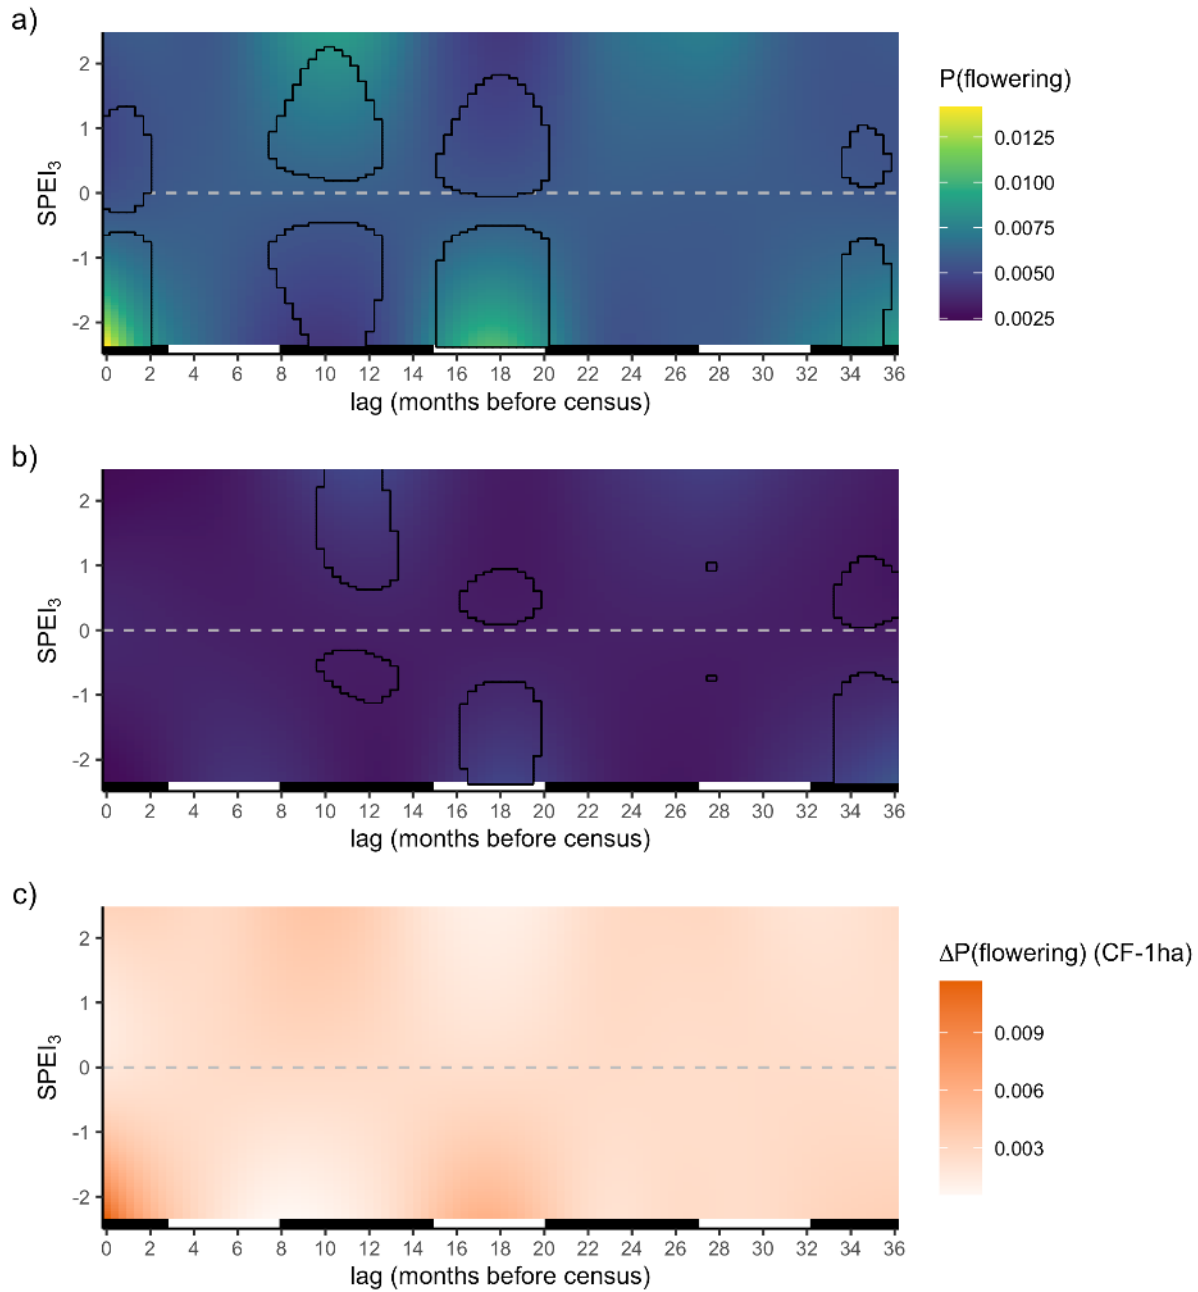 a)
2
1
0
-1
-2
SPEI3
0 2 4 6 8 10 12 14 16 18 20 22 24 26 28 30 32 34 36
lag (months before census)
P(flowering)
0.0125
0.0100
0.0075
0.0050
0.0025
b)
2
1
0
-1
-2
SPEI3
0 2 4 6 8 10 12 14 16 18 20 22 24 26 28 30 32 34 36
lag (months before census)
c)
2
1
0
-1
-2
SPEI3
0 2 4 6 8 10 12 14 16 18 20 22 24 26 28 30 32 34 36
lag (months before census)
ΔP(flowering) (CF-1ha)
0.009
0.006
0.003